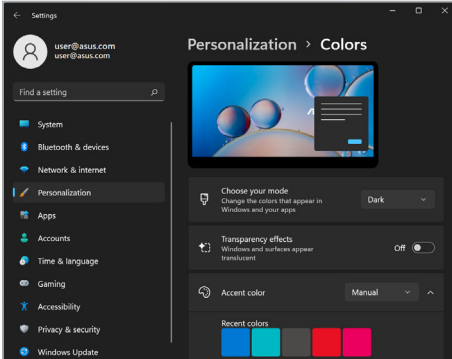 Settings
user@asus.com
user@asus.com
Find a setting
System
Bluetooth & devices
Network & internet
Personalization
Apps
Accounts
Time & language
Gaming
Accessibility
Privacy & security
Windows Update
Personalization > Colors
Choose your mode
Change the colors that appear in
Windows and your apps
Dark
Transparency effects
Windows and surfaces appear
translucent
Off
Accent color
Manual
Recent colors